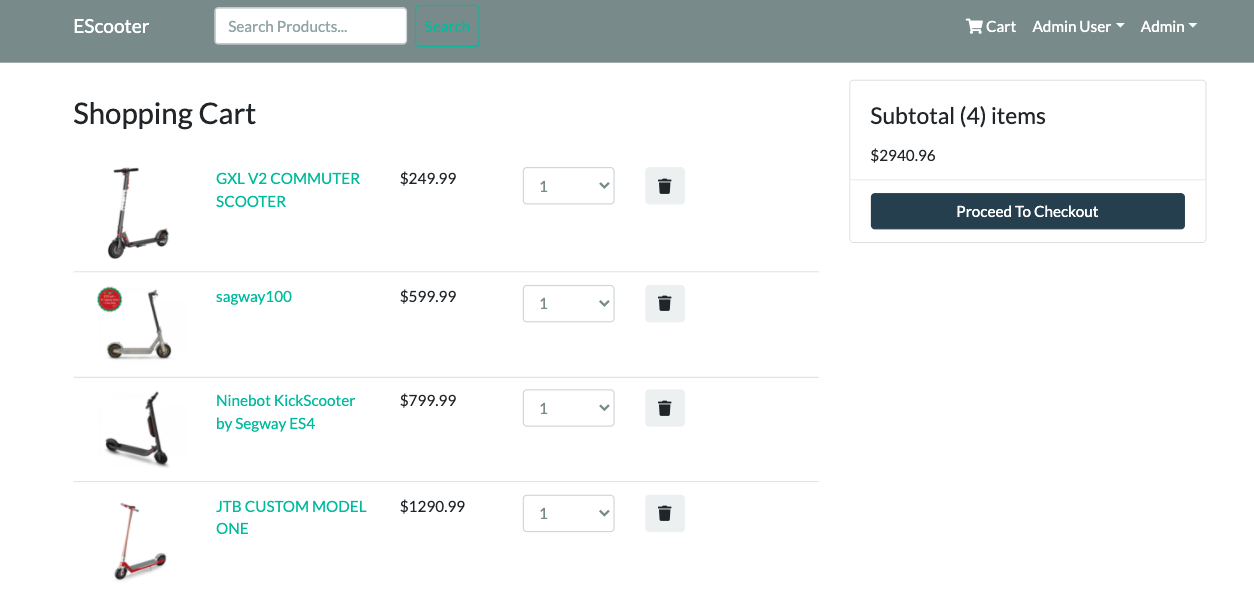 EScooter
Search Products...
Search
Cart
Admin User
Admin
Shopping Cart
GXL V2 COMMUTER
SCOOTER
$249.99
1
sagway100
$599.99
1
Ninebot KickScooter
by Segway ES4
$799.99
1
JTB CUSTOM MODEL
ONE
$1290.99
1
Subtotal (4) items
$2940.96
Proceed To Checkout